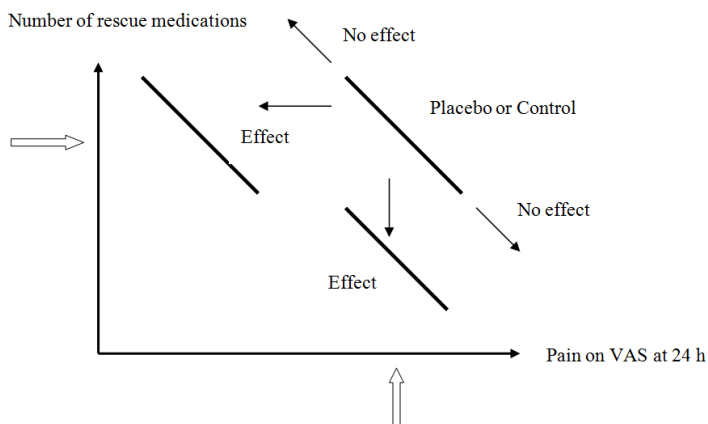 Number of rescue medications
No effect
Placebo or Control
Effect
No effect
Effect
Pain on VAS at 24 h